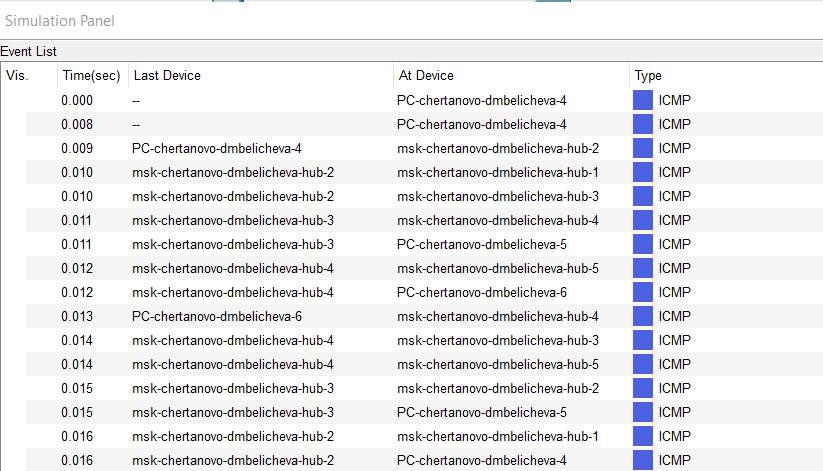 Simulation Panel
Event List
Vis. Time(sec) Last Device At Device Type
0.000 -- PC-chertanovo-dmbelicheva-4 ICMP
0.008 -- PC-chertanovo-dmbelicheva-4 ICMP
0.009 PC-chertanovo-dmbelicheva-4 msk-chertanovo-dmbelicheva-hub-2 ICMP
0.010 msk-chertanovo-dmbelicheva-hub-2 msk-chertanovo-dmbelicheva-hub-1 ICMP
0.010 msk-chertanovo-dmbelicheva-hub-2 msk-chertanovo-dmbelicheva-hub-3 ICMP
0.011 msk-chertanovo-dmbelicheva-hub-3 msk-chertanovo-dmbelicheva-hub-4 ICMP
0.011 msk-chertanovo-dmbelicheva-hub-3 PC-chertanovo-dmbelicheva-5 ICMP
0.012 msk-chertanovo-dmbelicheva-hub-4 msk-chertanovo-dmbelicheva-hub-5 ICMP
0.012 msk-chertanovo-dmbelicheva-hub-4 PC-chertanovo-dmbelicheva-6 ICMP
0.013 PC-chertanovo-dmbelicheva-6 msk-chertanovo-dmbelicheva-hub-4 ICMP
0.014 msk-chertanovo-dmbelicheva-hub-4 msk-chertanovo-dmbelicheva-hub-3 ICMP
0.014 msk-chertanovo-dmbelicheva-hub-4 msk-chertanovo-dmbelicheva-hub-5 ICMP
0.015 msk-chertanovo-dmbelicheva-hub-3 msk-chertanovo-dmbelicheva-hub-2 ICMP
0.015 msk-chertanovo-dmbelicheva-hub-3 PC-chertanovo-dmbelicheva-5 ICMP
0.016 msk-chertanovo-dmbelicheva-hub-2 msk-chertanovo-dmbelicheva-hub-1 ICMP
0.016 msk-chertanovo-dmbelicheva-hub-2 PC-chertanovo-dmbelicheva-4 ICMP